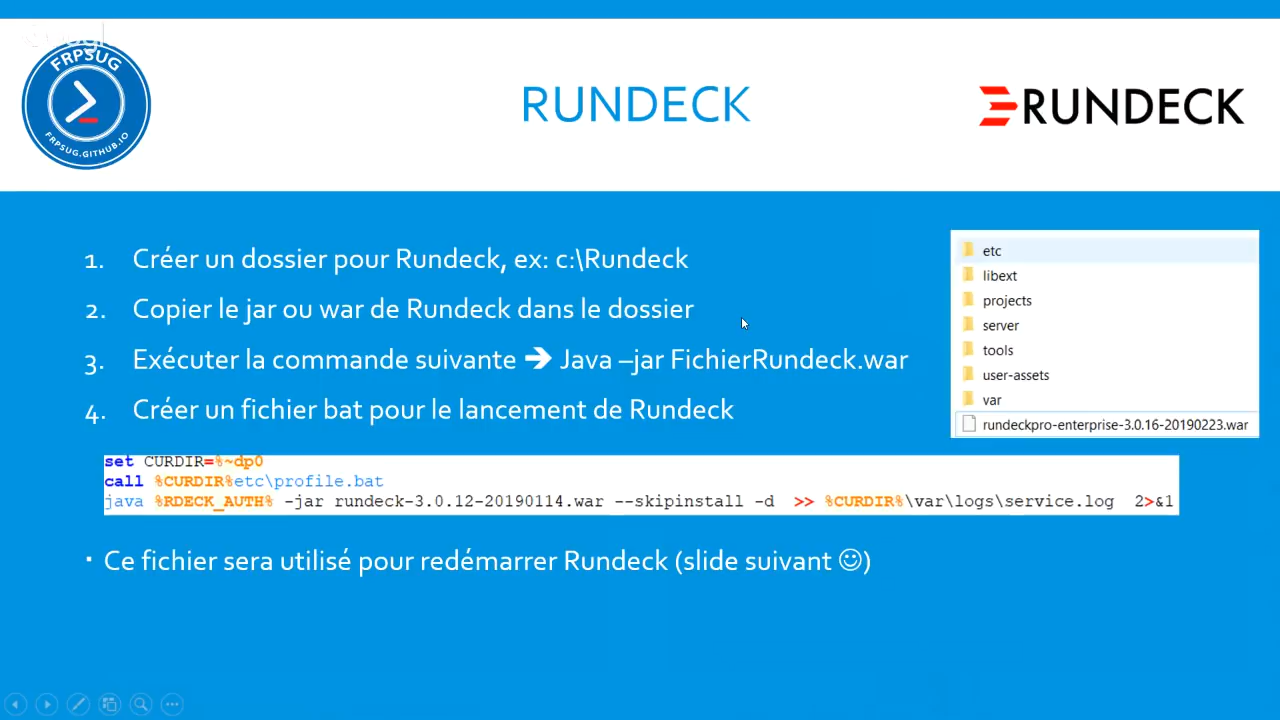 FRPSUG
FRPSUG.GITHUB.IO
RUNDECK
RUNDECK
1. Créer un dossier pour Rundeck, ex: c:\Rundeck
2. Copier le jar ou war de Rundeck dans le dossier
3. Exécuter la commande suivante ➔ Java –jar FichierRundeck.war
4. Créer un fichier bat pour le lancement de Rundeck
etc
libext
projects
server
tools
user-assets
var
rundeckpro-enterprise-3.0.16-20190223.war
set CURDIR=%~dp0
call %CURDIR%etc\profile.bat
java %RDECK_AUTH% -jar rundeck-3.0.12-20190114.war --skipinstall -d >> %CURDIR%\var\logs\service.log 2>&1
▪ Ce fichier sera utilisé pour redémarrer Rundeck (slide suivant ☺)